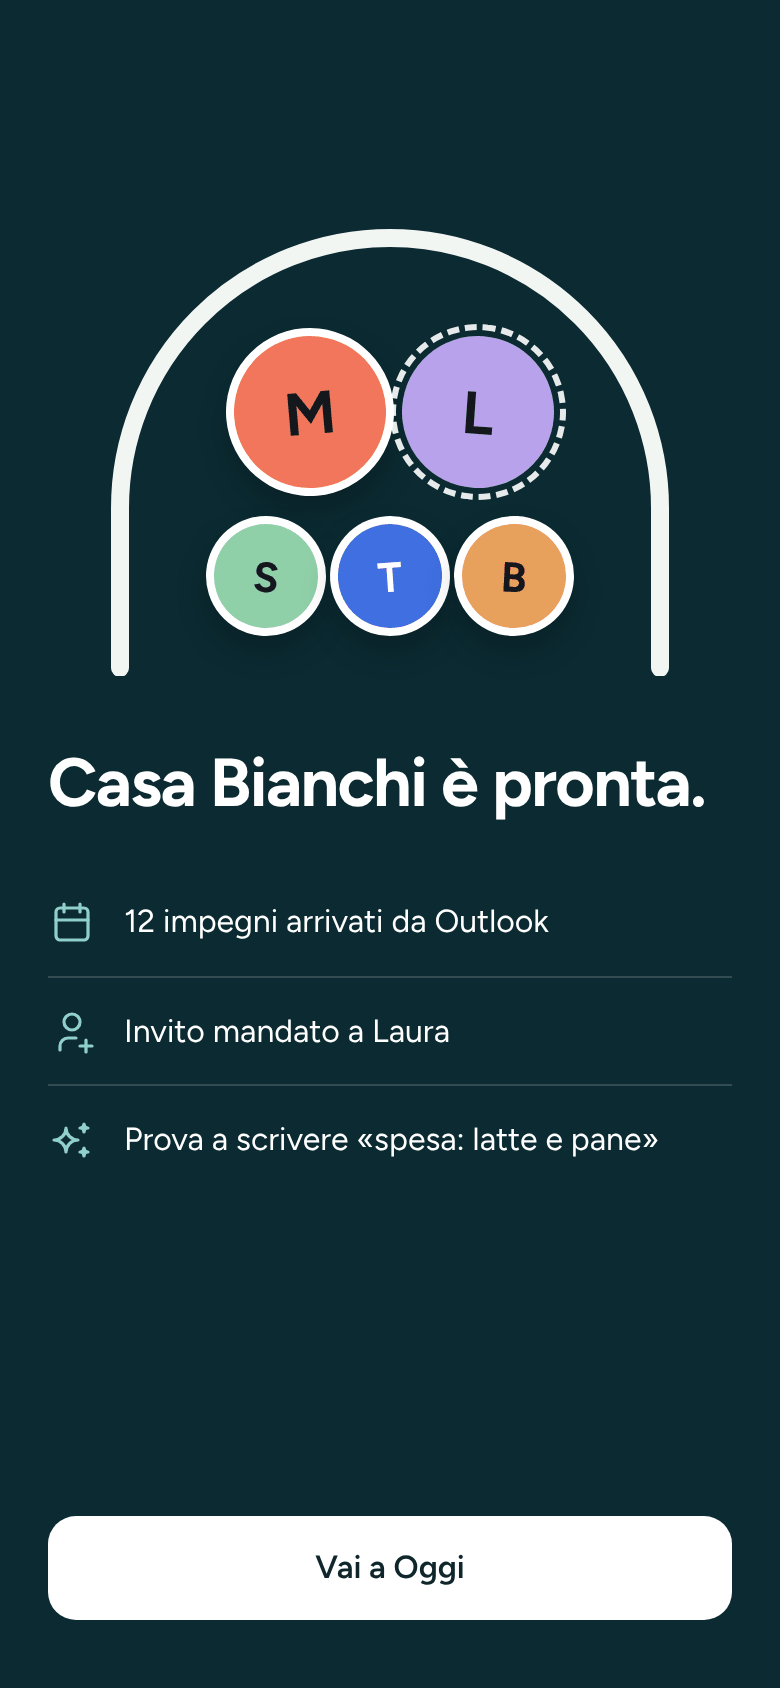 M L
S T B
Casa Bianchi è pronta.
12 impegni arrivati da Outlook
Invito mandato a Laura
Prova a scrivere «spesa: latte e pane»
Vai a Oggi